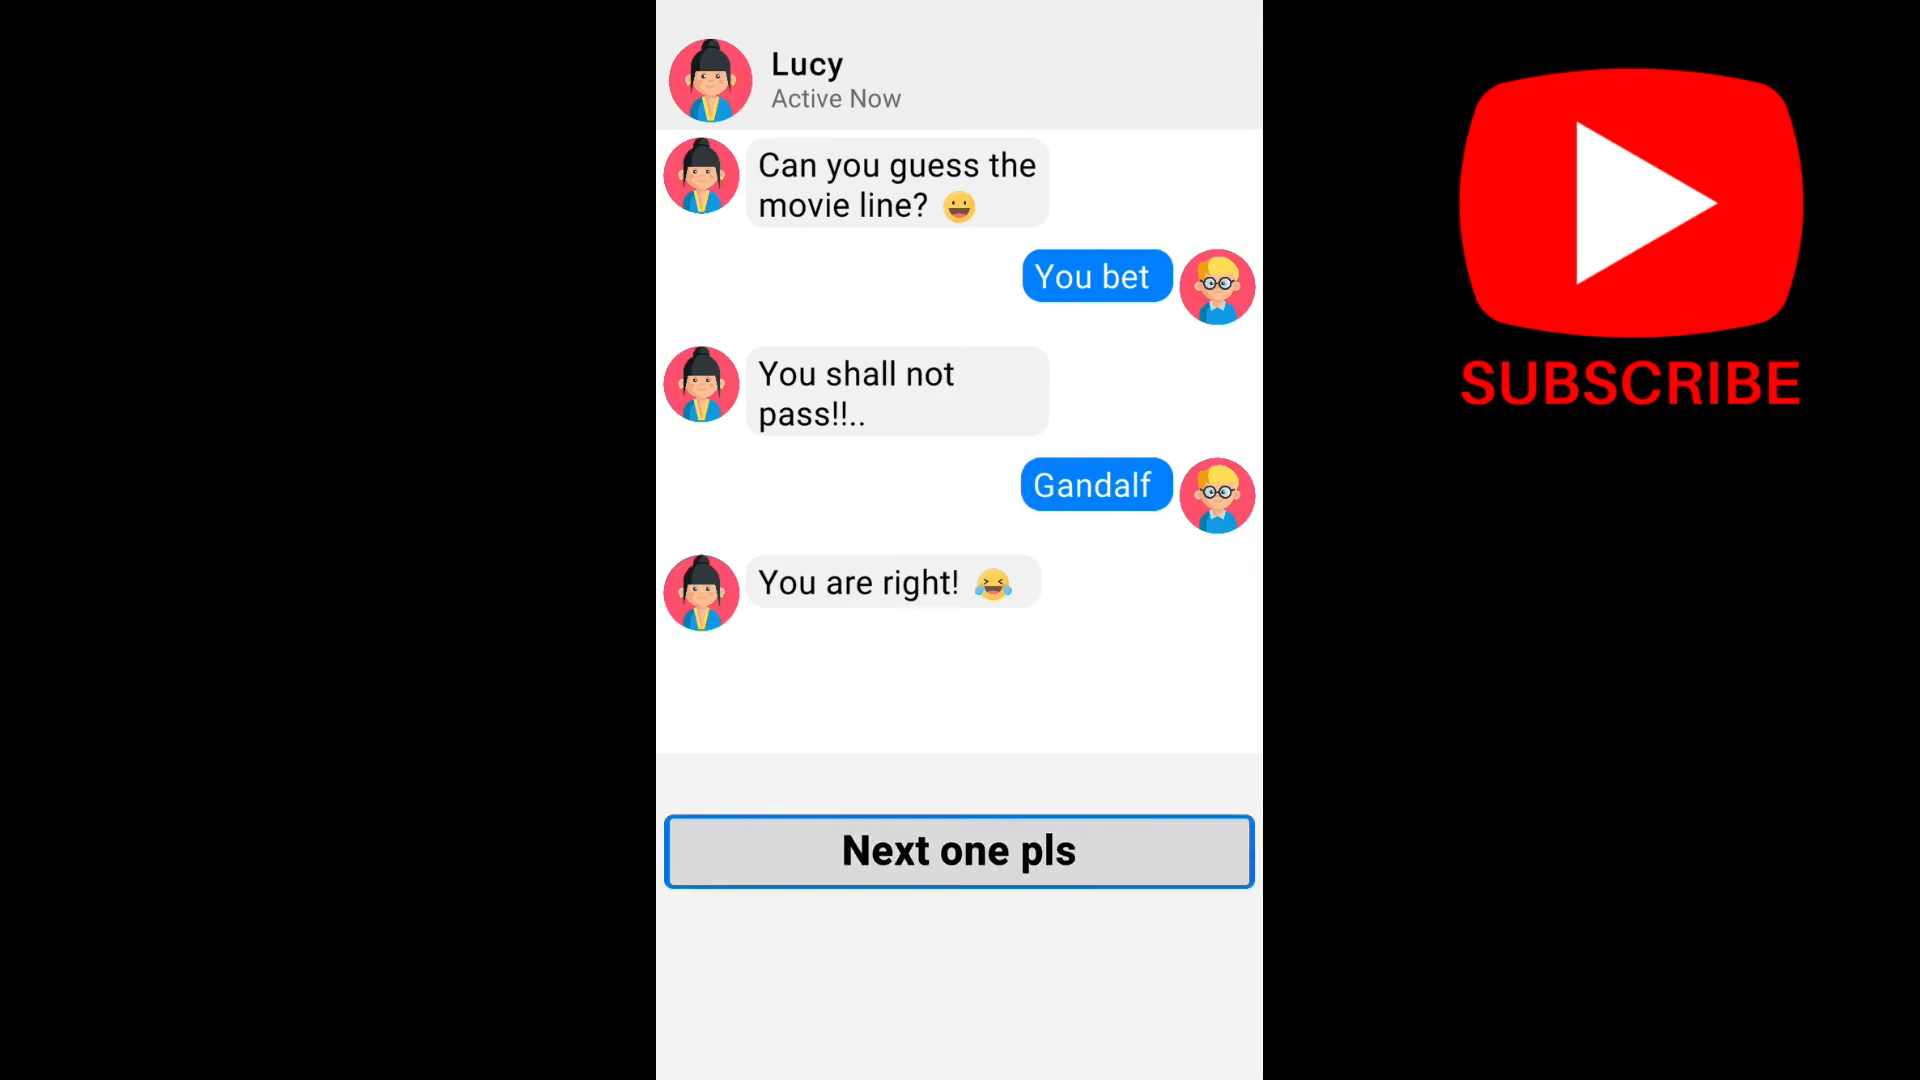 Lucy
Active Now
Can you guess the
movie line? 😀
You bet
You shall not
pass!!..
Gandalf
You are right! 😂
Next one pls
SUBSCRIBE